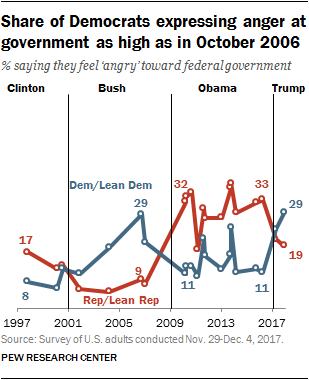 Share of Democrats expressing anger at
government as high as in October 2006
% saying they feel ‘angry’ toward federal government
Clinton Bush Obama Trump
Dem/Lean Dem 32 33
29 29
17
9 19
8 11 11
Rep/Lean Rep
1997 2001 2005 2009 2013 2017
Source: Survey of U.S. adults conducted Nov. 29-Dec. 4, 2017.
PEW RESEARCH CENTER